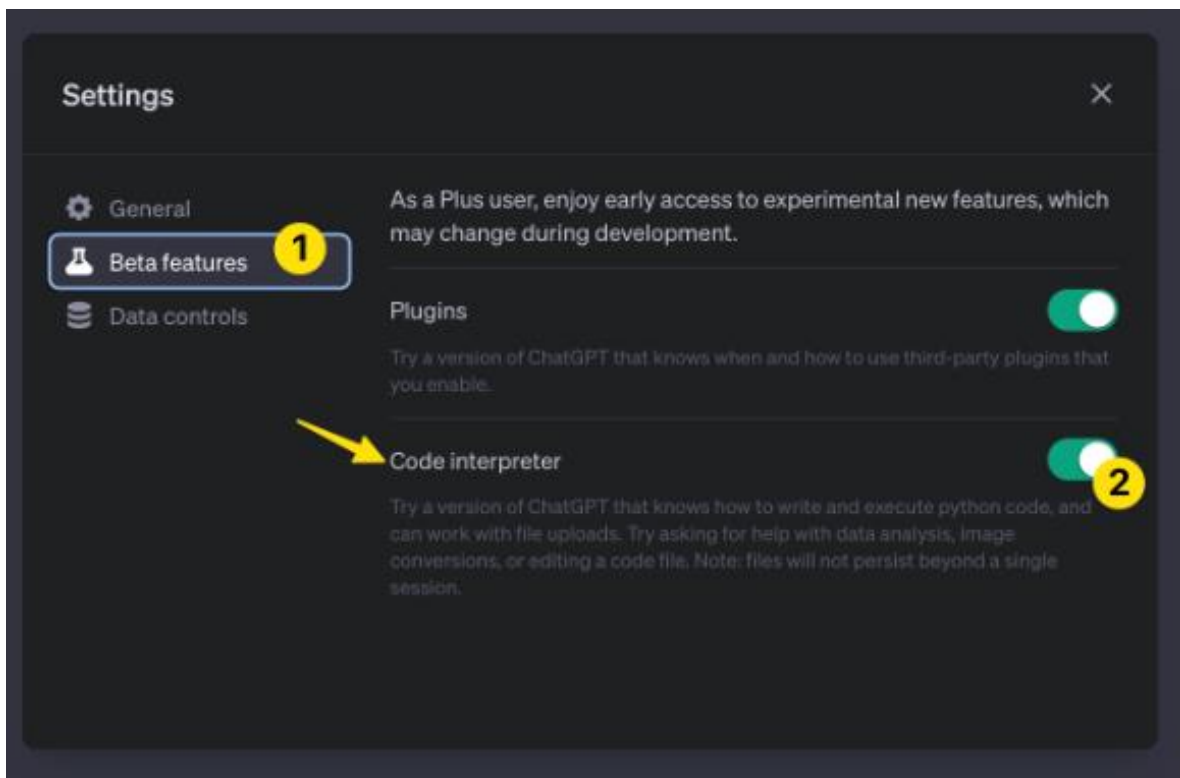 Settings
General
Beta features
1
Data controls
As a Plus user, enjoy early access to experimental new features, which
may change during development.
Plugins
Try a version of ChatGPT that knows when and how to use third-party plugins that
you enable.
Code interpreter
2
Try a version of ChatGPT that knows how to write and execute python code, and
can work with file uploads. Try asking for help with data analysis, image
conversions, or editing a code file. Note: files will not persist beyond a single
session.